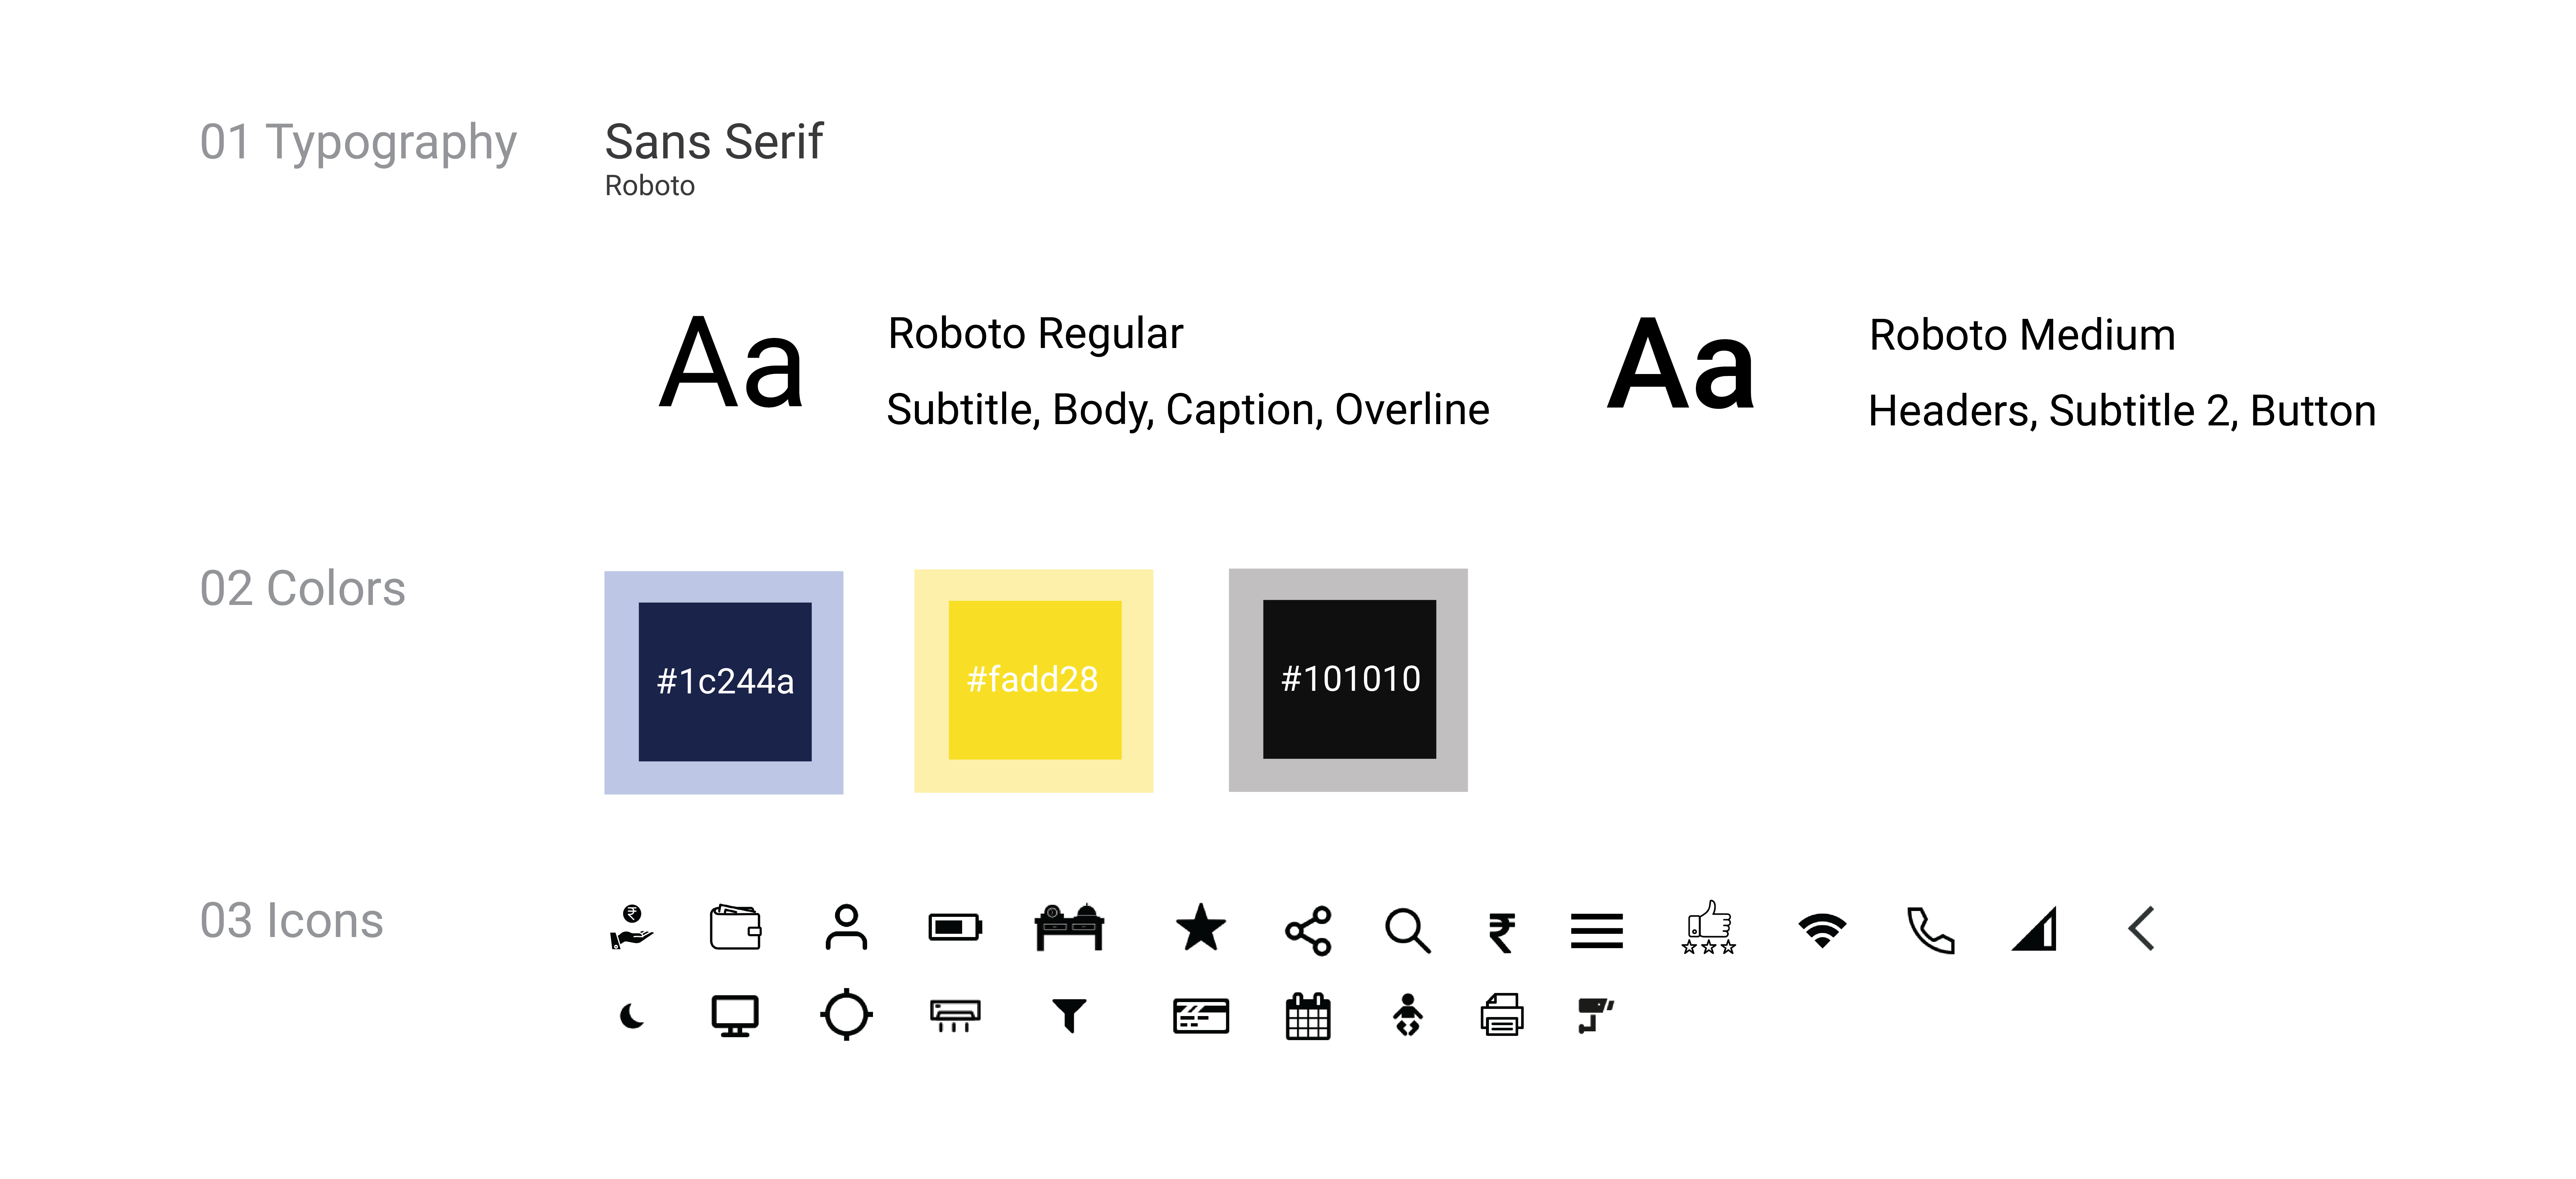 01 Typography
Sans Serif
Roboto
Aa
Roboto Regular
Subtitle, Body, Caption, Overline
Aa
Roboto Medium
Headers, Subtitle 2, Button
02 Colors
#1c244a
#fadd28
#101010
03 Icons
₹
₹